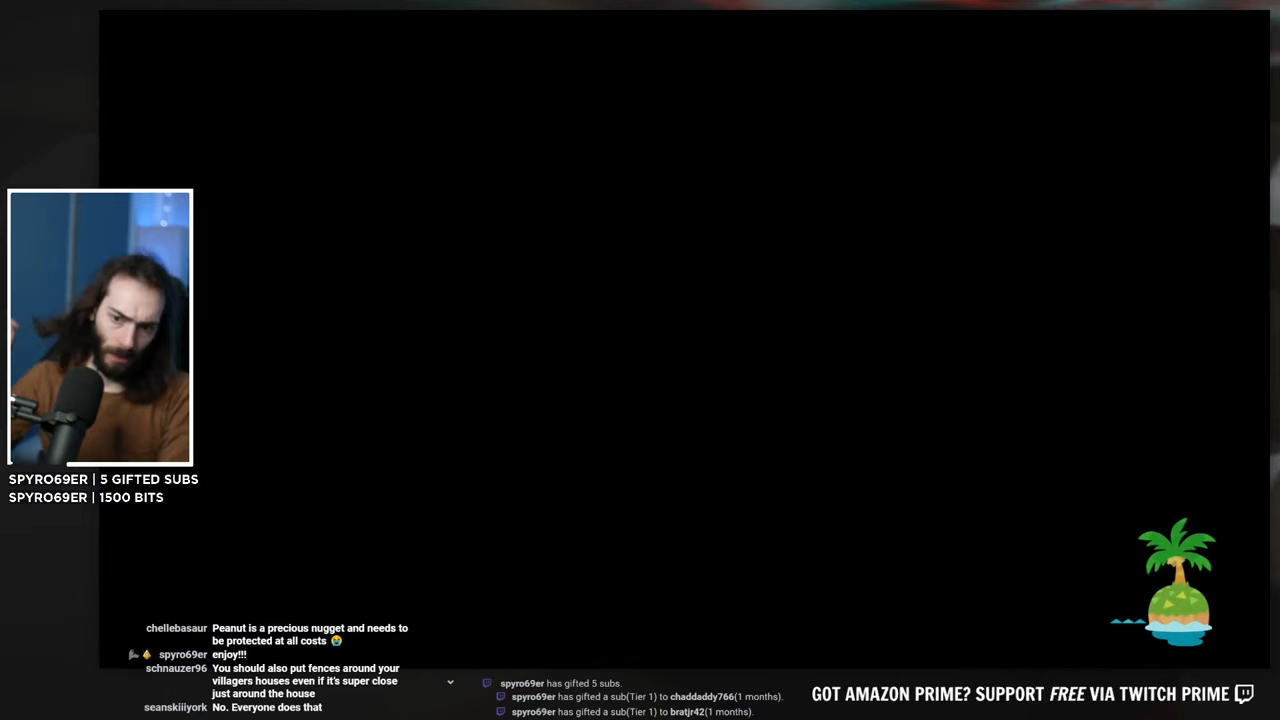 SPYRO69ER | 5 GIFTED SUBS
SPYRO69ER | 1500 BITS
chellebasaur Peanut is a precious nugget and needs to
be protected at all costs 😭
spyro69er enjoy!!!
schnauzer96 You should also put fences around your
villagers houses even if it's super close
just around the house
seanskiiiyork No. Everyone does that
spyro69er has gifted 5 subs.
spyro69er has gifted a sub(Tier 1) to chaddaddy766(1 months).
spyro69er has gifted a sub(Tier 1) to bratjr42(1 months).
GOT AMAZON PRIME? SUPPORT FREE VIA TWITCH PRIME